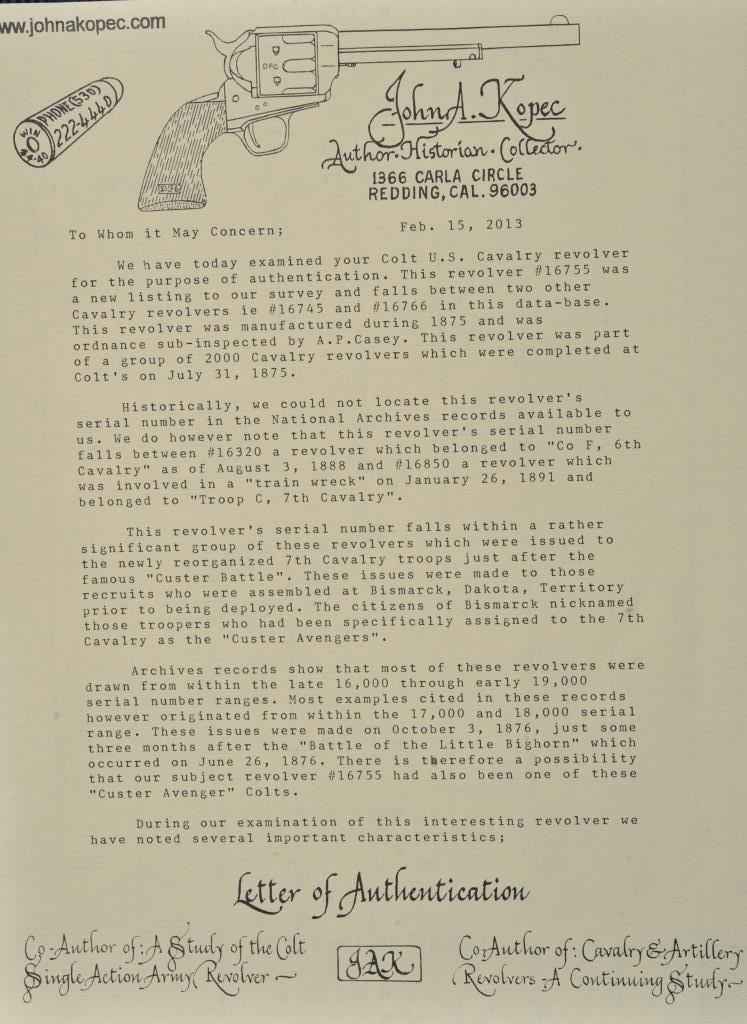 www.johnakopec.com
DFC
PHONE (530)
222-4440
WIN
44-40
John A. Kopec
Author · Historian · Collector.
1366 CARLA CIRCLE
REDDING, CAL. 96003
To Whom it May Concern; Feb. 15, 2013
We have today examined your Colt U.S. Cavalry revolver
for the purpose of authentication. This revolver #16755 was
a new listing to our survey and falls between two other
Cavalry revolvers ie #16745 and #16766 in this data-base.
This revolver was manufactured during 1875 and was
ordnance sub-inspected by A.P.Casey. This revolver was part
of a group of 2000 Cavalry revolvers which were completed at
Colt's on July 31, 1875.
Historically, we could not locate this revolver's
serial number in the National Archives records available to
us. We do however note that this revolver's serial number
falls between #16320 a revolver which belonged to "Co F, 6th
Cavalry" as of August 3, 1888 and #16850 a revolver which
was involved in a "train wreck" on January 26, 1891 and
belonged to "Troop C, 7th Cavalry".
This revolver's serial number falls within a rather
significant group of these revolvers which were issued to
the newly reorganized 7th Cavalry troops just after the
famous "Custer Battle". These issues were made to those
recruits who were assembled at Bismarck, Dakota, Territory
prior to being deployed. The citizens of Bismarck nicknamed
those troopers who had been specifically assigned to the 7th
Cavalry as the "Custer Avengers".
Archives records show that most of these revolvers were
drawn from within the late 16,000 through early 19,000
serial number ranges. Most examples cited in these records
however originated from within the 17,000 and 18,000 serial
range. These issues were made on October 3, 1876, just some
three months after the "Battle of the Little Bighorn" which
occurred on June 26, 1876. There is therefore a possibility
that our subject revolver #16755 had also been one of these
"Custer Avenger" Colts.
During our examination of this interesting revolver we
have noted several important characteristics;
Letter of Authentication
Co-Author of: A Study of the Colt
Single Action Army Revolver ~
JAK
Co-Author of: Cavalry & Artillery
Revolvers - A Continuing Study ~